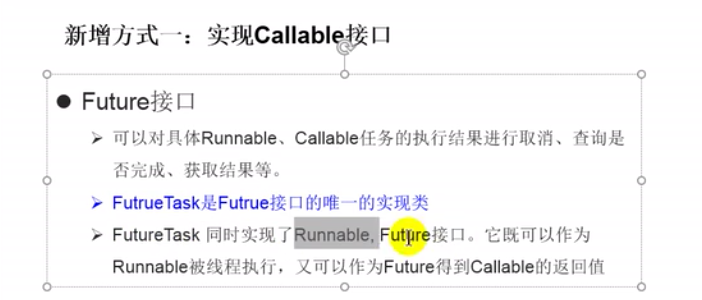 新增方式一：实现Callable接口
● Future接口
➢ 可以对具体Runnable、Callable任务的执行结果进行取消、查询是
否完成、获取结果等。
➢ FutrueTask是Futrue接口的唯一的实现类
➢ FutureTask 同时实现了Runnable, Future接口。它既可以作为
Runnable被线程执行，又可以作为Future得到Callable的返回值